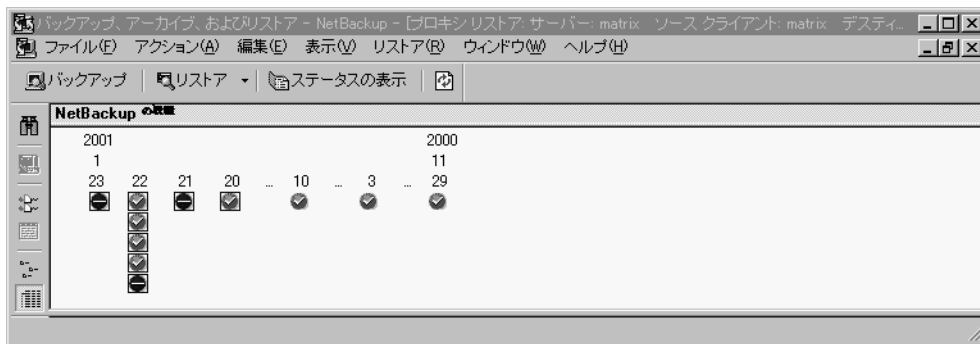 バックアップ、アーカイブ、およびリストア - NetBackup - [プロキシ リストア: サーバー: matrix ソース クライアント: matrix デスティ...
ファイル(F) アクション(A) 編集(E) 表示(V) リストア(R) ウィンドウ(W) ヘルプ(H)
バックアップ リストア ステータスの表示
NetBackup の
2001 2000
1 11
23 22 21 20 ... 10 ... 3 ... 29